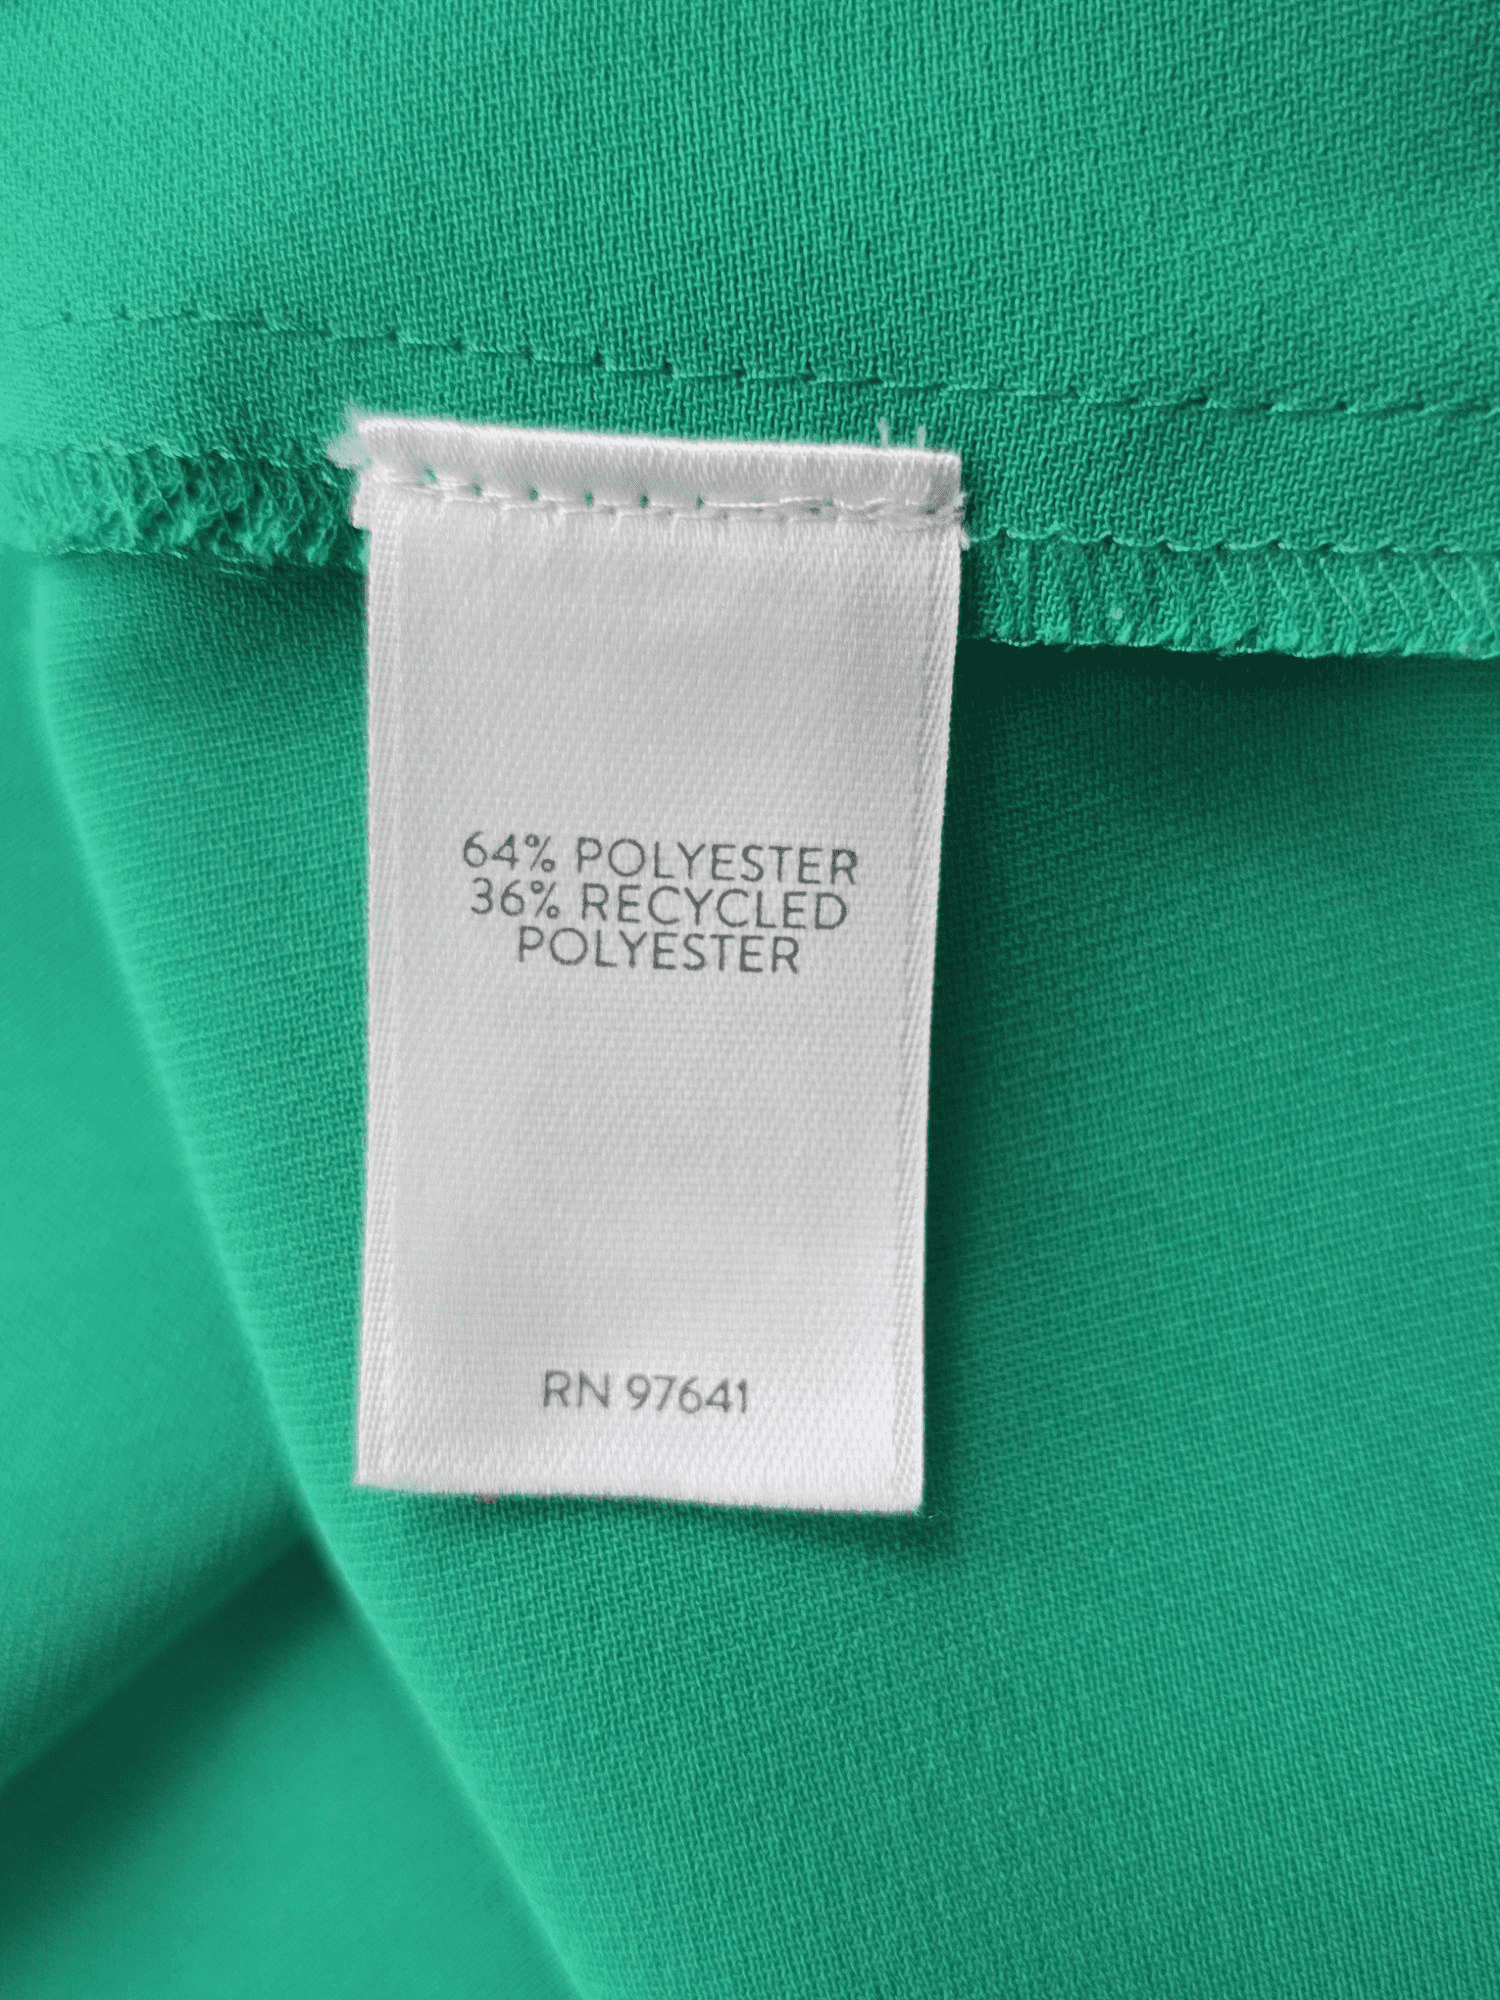 64% POLYESTER
36% RECYCLED
POLYESTER
RN 97641